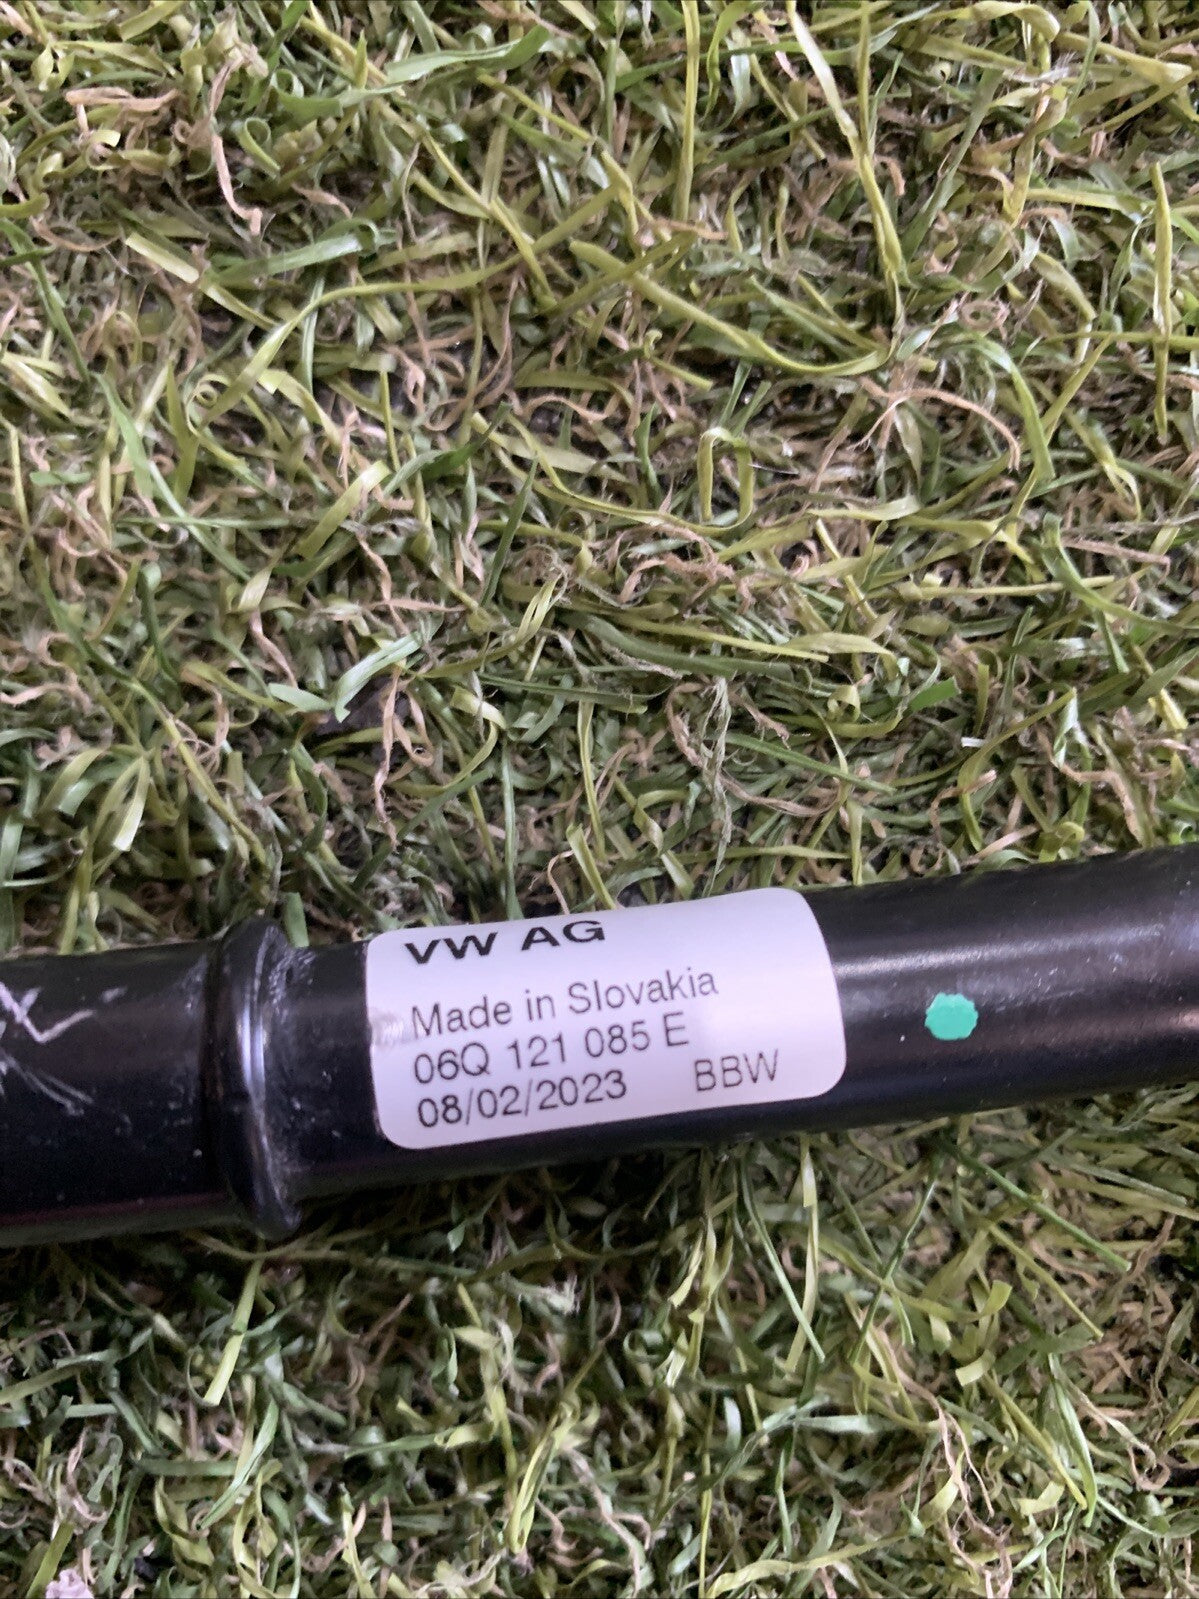 VW AG
Made in Slovakia
06Q 121 085 E
08/02/2023 BBW